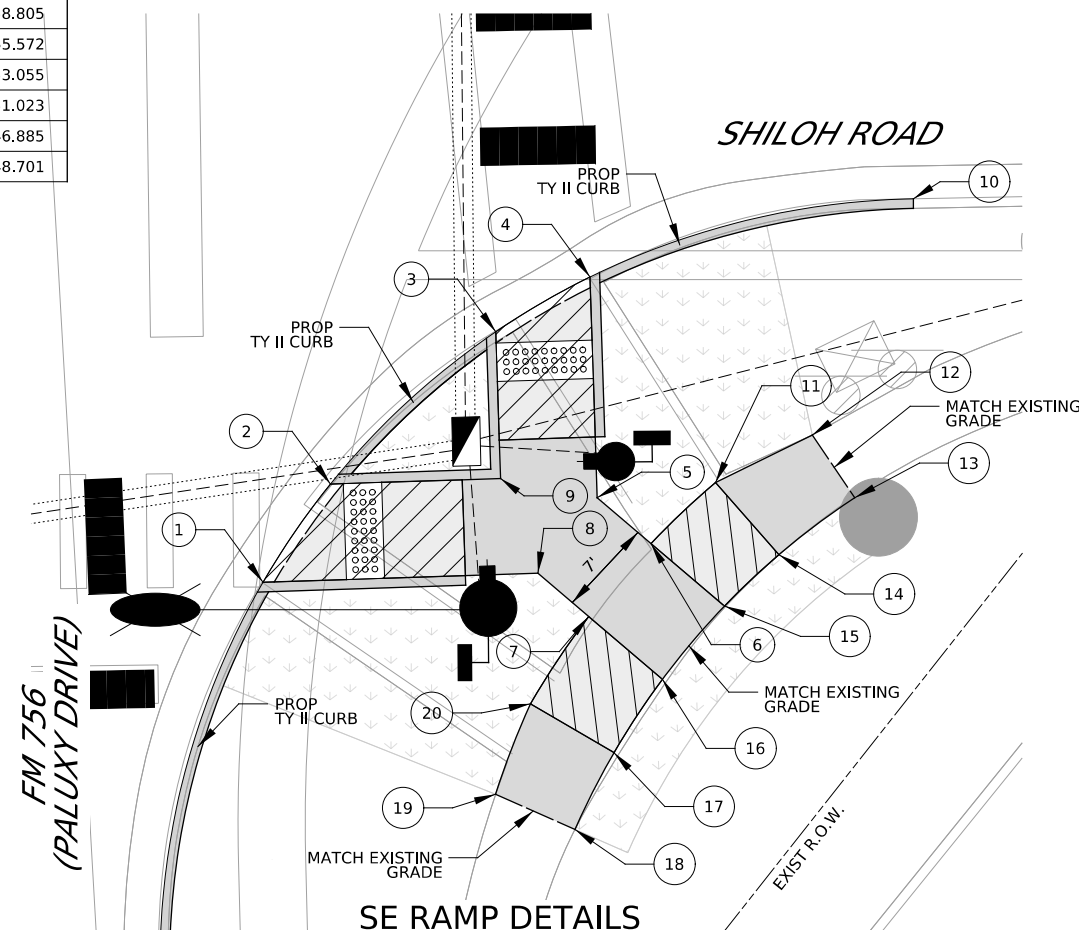 8.805
5.572
3.055
1.023
6.885
8.701
SHILOH ROAD
PROP
TY II CURB
10
4
3
PROP
TY II CURB
12
11
MATCH EXISTING
GRADE
2
13
5
9
1
8
7'
14
15
6
7
MATCH EXISTING
GRADE
PROP
TY II CURB
20
16
FM 756
(PALUXY DRIVE)
19
17
MATCH EXISTING
GRADE
18
EXIST R.O.W.
SE RAMP DETAILS